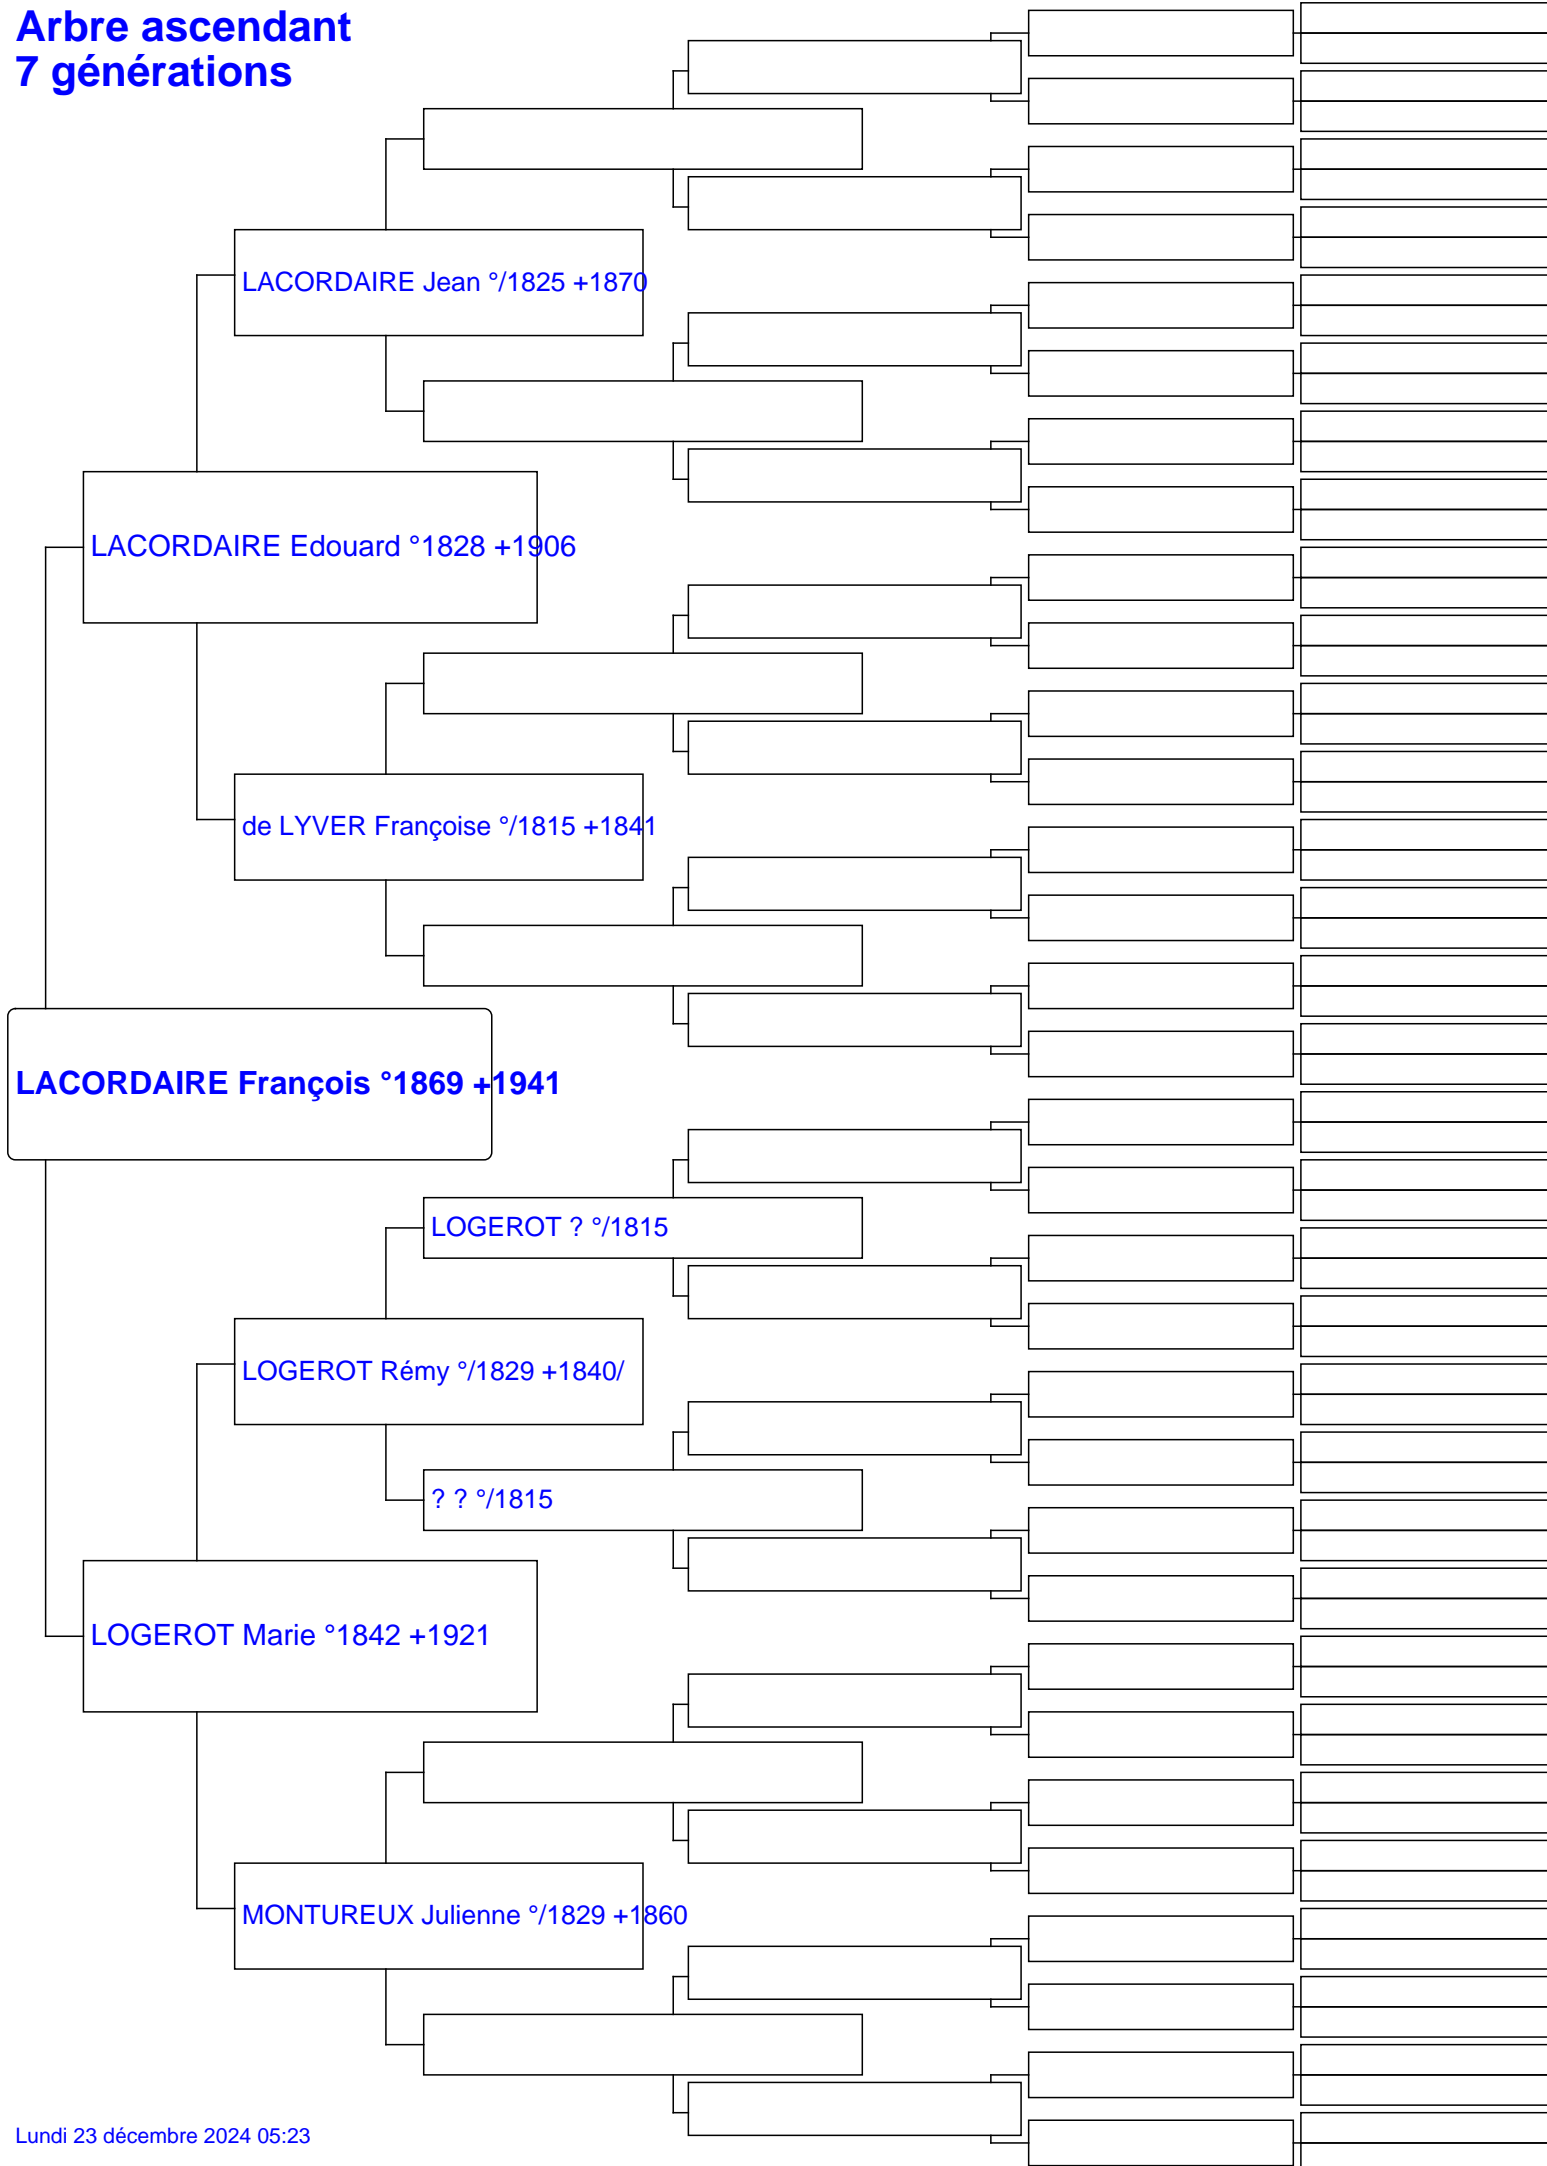 Arbre ascendant
7 générations
LACORDAIRE Jean °/1825 +1870
LACORDAIRE Edouard °1828 +1906
de LYVER Françoise °/1815 +1841
LACORDAIRE François °1869 +1941
LOGEROT ? °/1815
LOGEROT Rémy °/1829 +1840/
? ? °/1815
LOGEROT Marie °1842 +1921
MONTUREUX Julienne °/1829 +1860
Lundi 23 décembre 2024 05:23